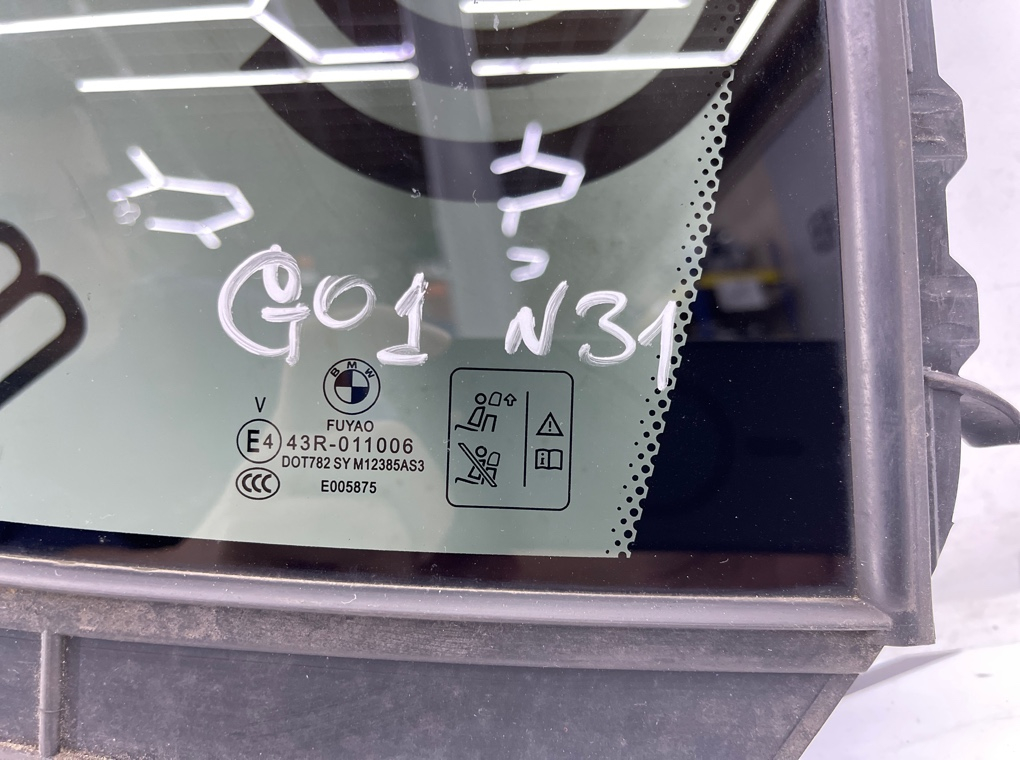 G01 N31
BMW
V
FUYAO
E4 43R-011006
DOT782 SY M12385AS3
CCC
E005875